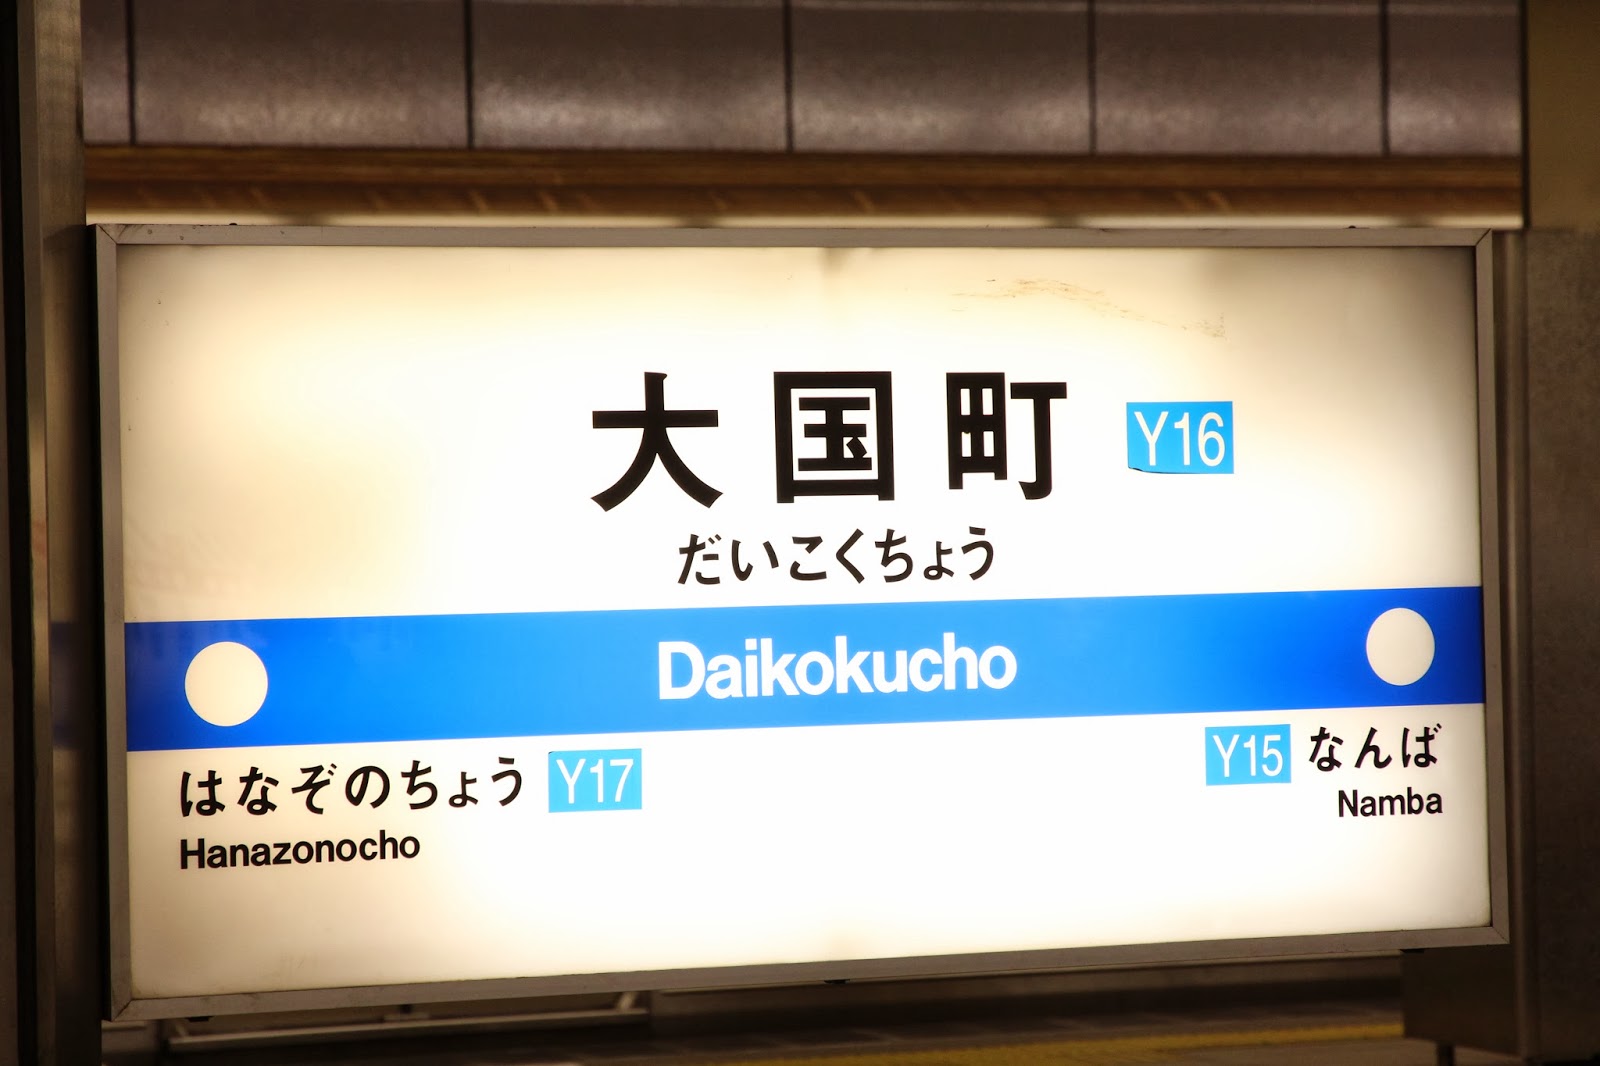 大国町 Y16
だいこくちょう
Daikokucho
はなぞのちょう Y17
Hanazonocho
Y15 なんば
Namba